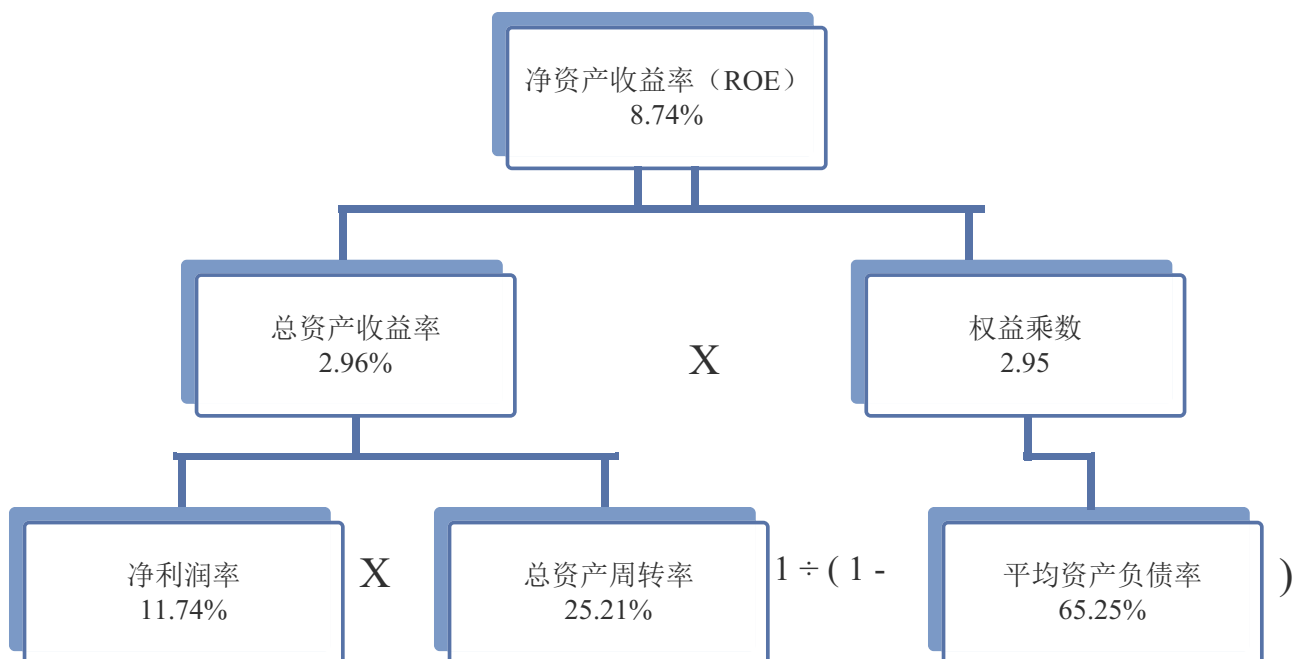 净资产收益率（ROE）
8.74%
总资产收益率
2.96%
X
权益乘数
2.95
净利润率
11.74%
X
总资产周转率
25.21%
1 ÷ ( 1 -
平均资产负债率
65.25%
)